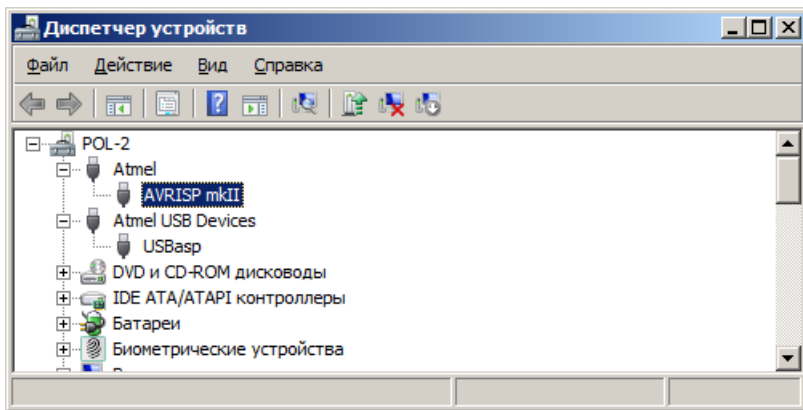 Диспетчер устройств
Файл Действие Вид Справка
POL-2
Atmel
AVRISP mkII
Atmel USB Devices
USBasp
DVD и CD-ROM дисководы
IDE ATA/ATAPI контроллеры
Батареи
Биометрические устройства